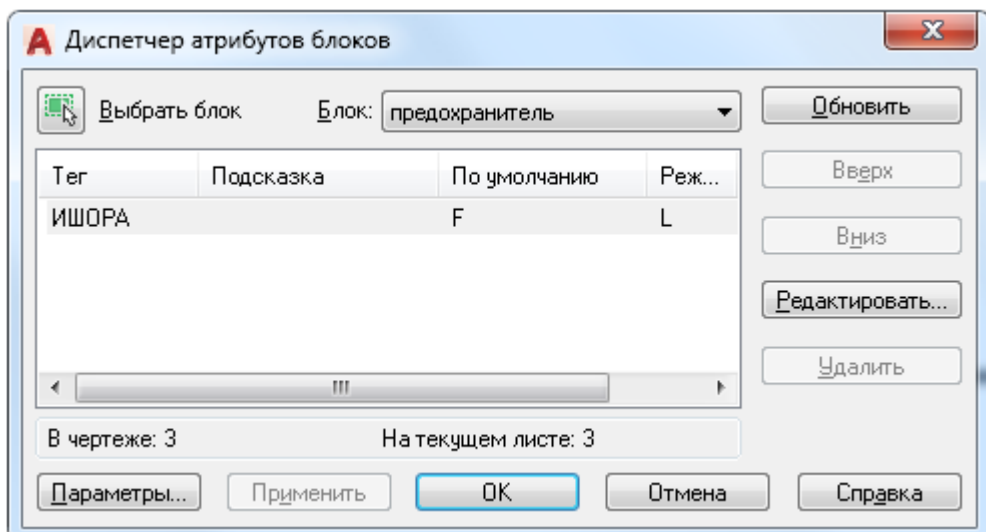 Диспетчер атрибутов блоков
Выбрать блок Блок: предохранитель Обновить
Тег Подсказка По умолчанию Реж... Вверх
ИШОРА F L
Вниз
Редактировать...
Удалить
В чертеже: 3 На текущем листе: 3
Параметры... Применить OK Отмена Справка